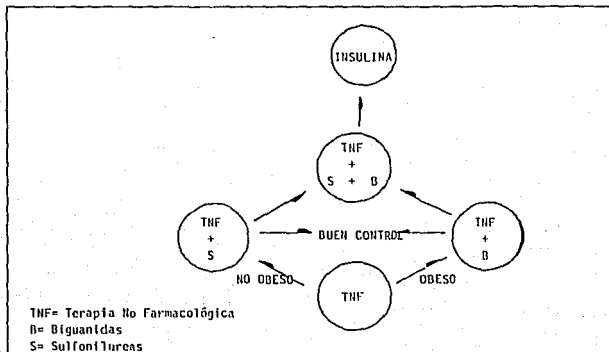 INSULINA
TNF
+
S + B
TNF
+
S
BUEN CONTROL
TNF
+
B
NO OBESO
OBESO
TNF
TNF= Terapia No Farmacológica
B= Biguanidas
S= Sulfonilureas